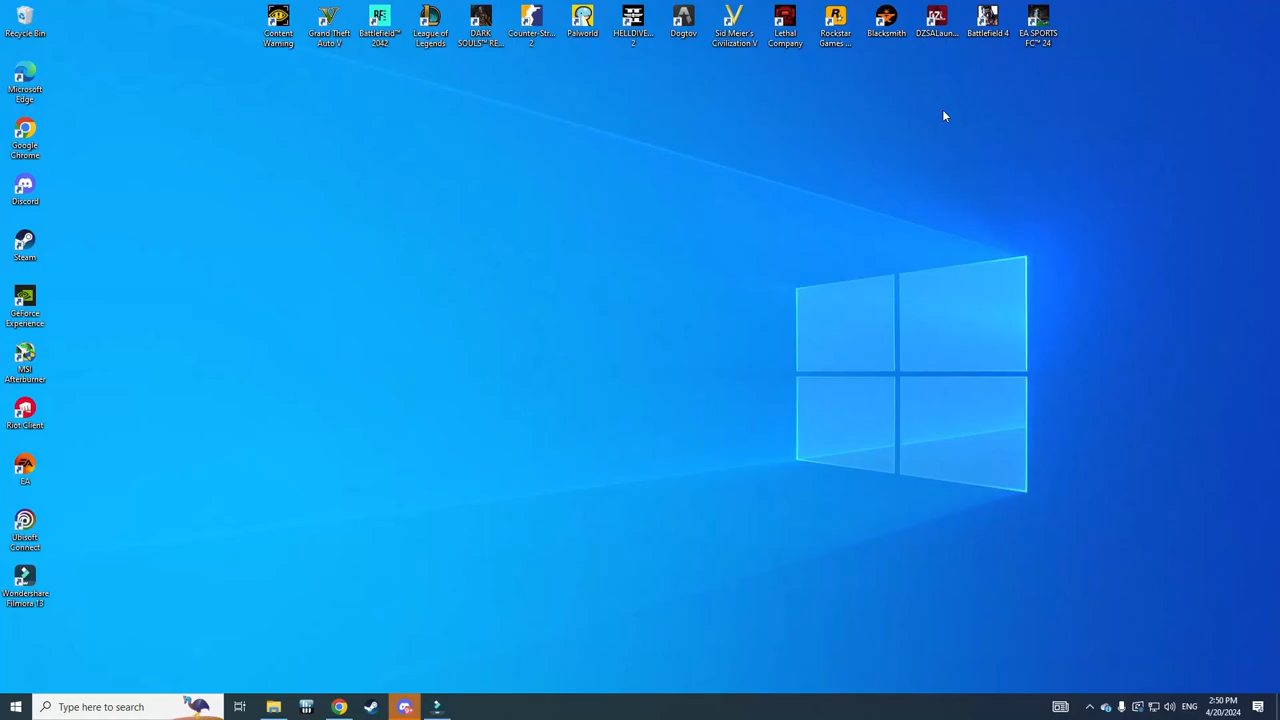 Recycle Bin
Content
Warning
Grand Theft
Auto V
Battlefield™
2042
League of
Legends
DARK
SOULS™ RE...
Counter-Str...
2
Palworld
HELLDIVE...
2
Dogtov
Sid Meier's
Civilization V
Lethal
Company
Rockstar
Games ...
Blacksmith
DZSALaun...
Battlefield 4
EA SPORTS
FC™ 24
Microsoft
Edge
Google
Chrome
Discord
Steam
GeForce
Experience
MSI
Afterburner
Riot Client
EA
Ubisoft
Connect
Wondershare
Filmora 13
Type here to search
ENG
2:50 PM
4/20/2024